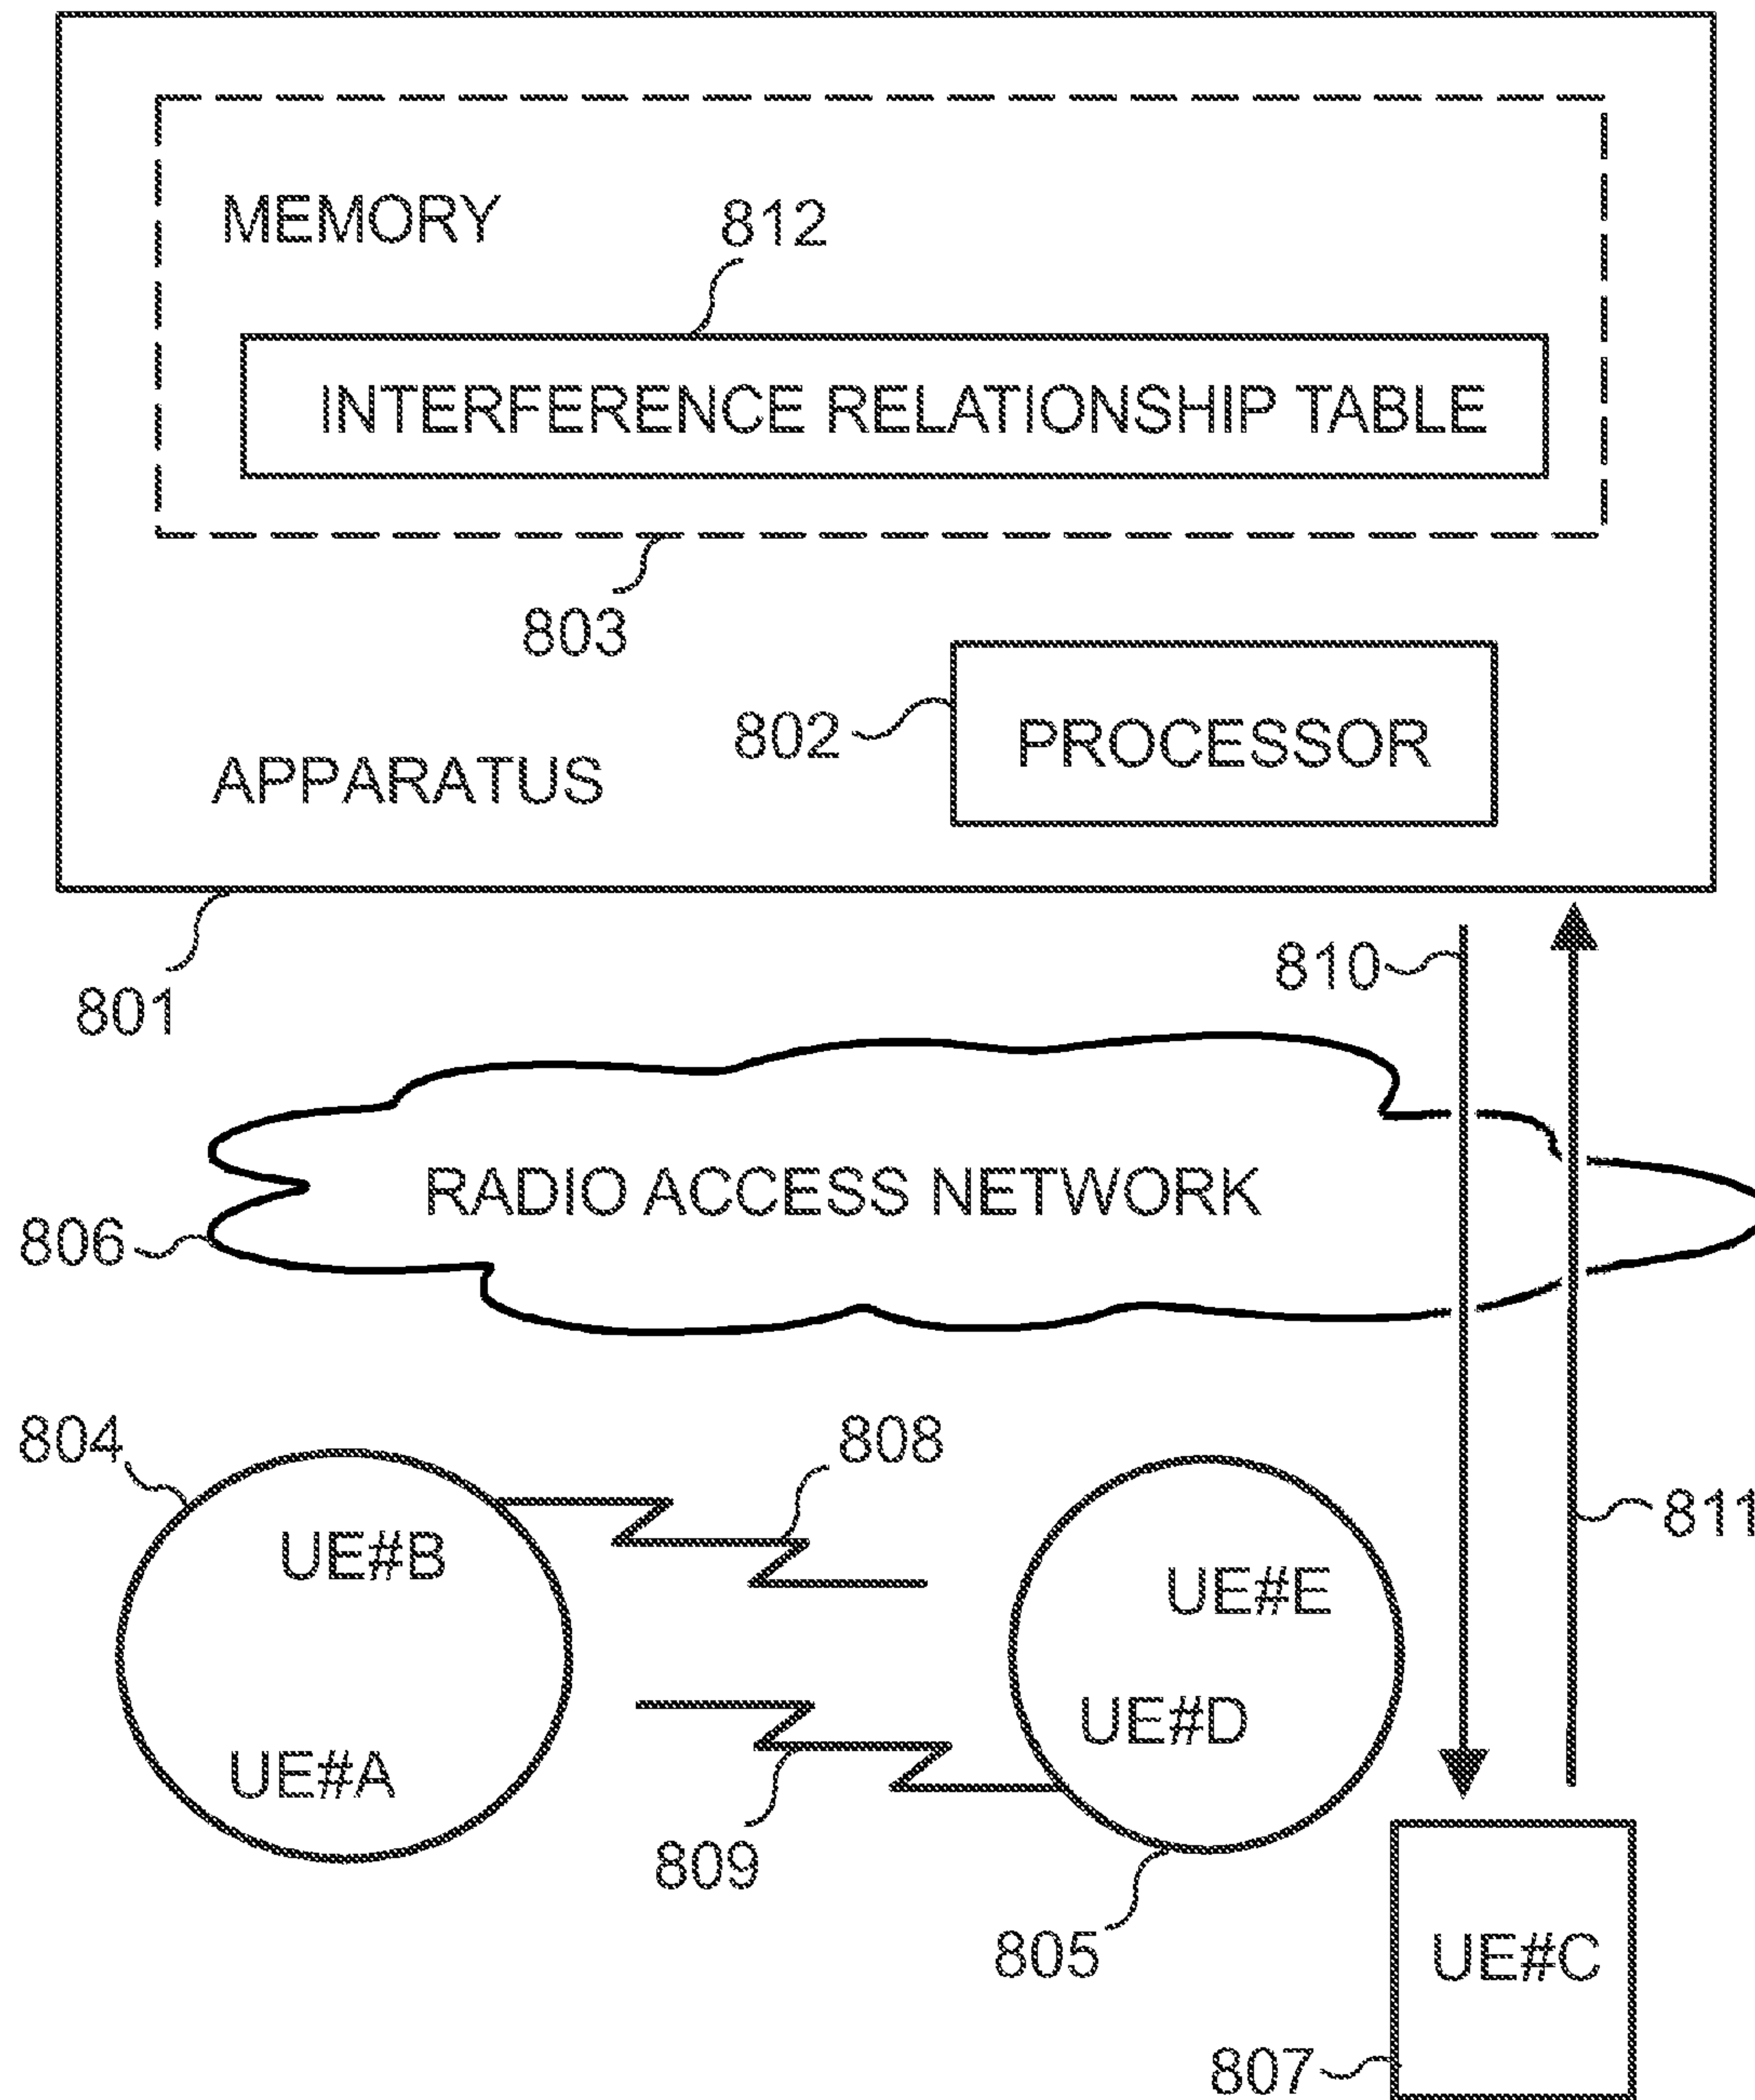 MEMORY
812
INTERFERENCE RELATIONSHIP TABLE
803
802
PROCESSOR
APPARATUS
801
810
RADIO ACCESS NETWORK
806
804
808
811
UE#B
UE#E
UE#D
UE#A
809
805
UE#C
807